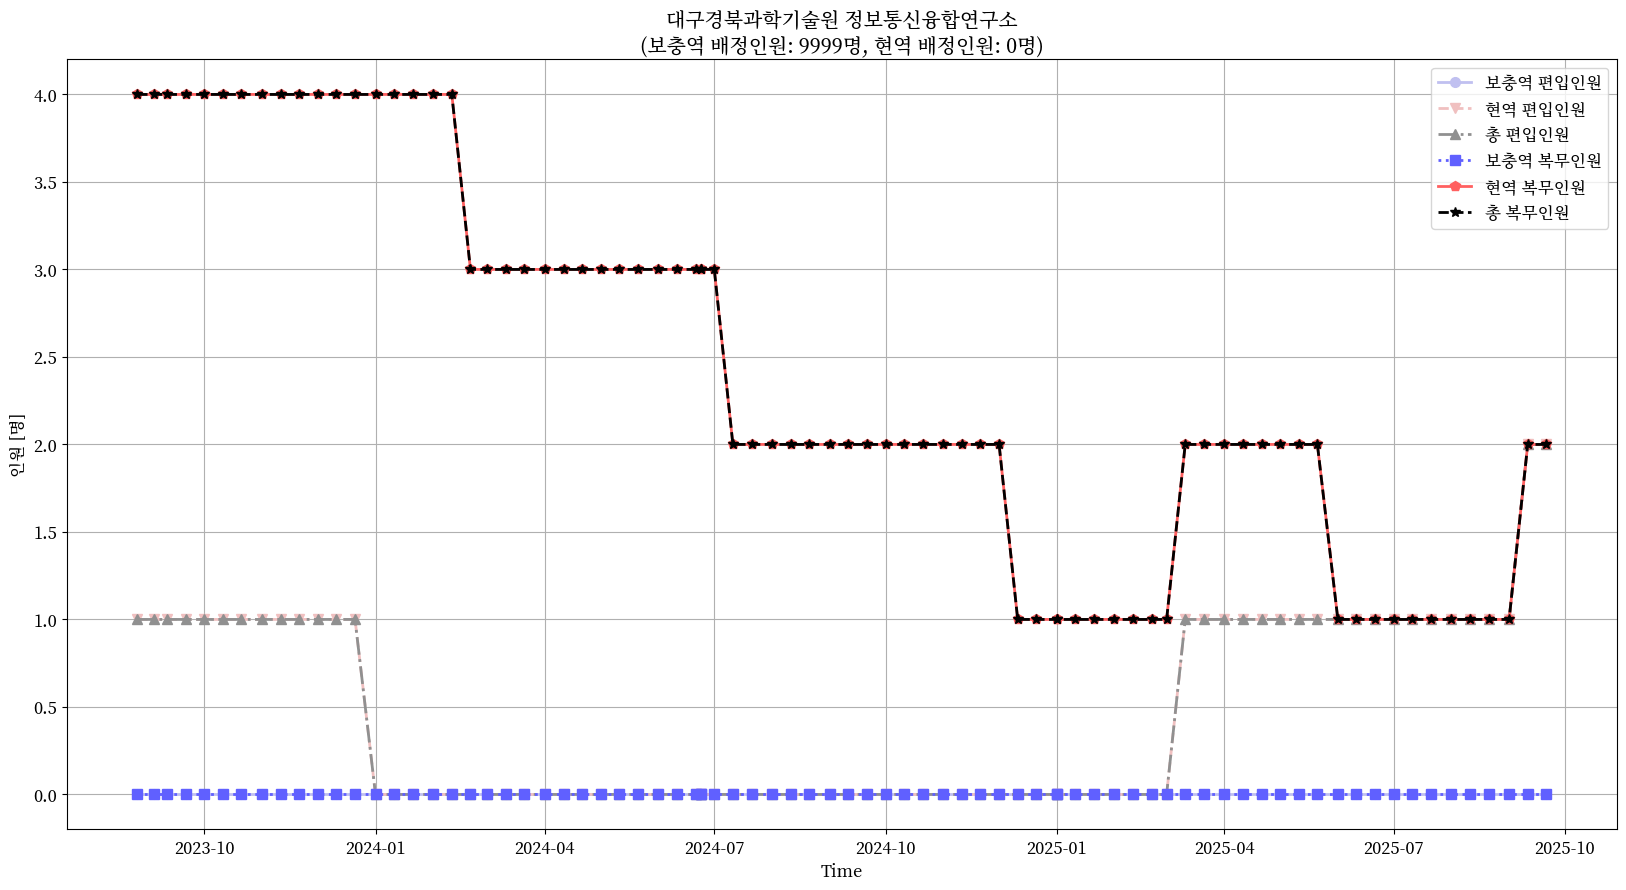 대구경북과학기술원 정보통신융합연구소
(보충역 배정인원: 9999명, 현역 배정인원: 0명)
보충역 편입인원
현역 편입인원
총 편입인원
보충역 복무인원
현역 복무인원
총 복무인원
4.0
3.5
3.0
2.5
2.0
1.5
1.0
0.5
0.0
인원 [명]
2023-10 2024-01 2024-04 2024-07 2024-10 2025-01 2025-04 2025-07 2025-10
Time